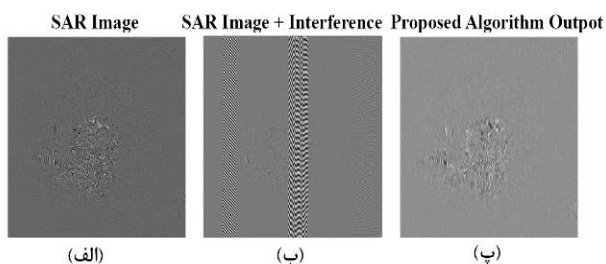 SAR Image
SAR Image + Interference
Proposed Algorithm Outpot
(الف)
(ب)
(پ)